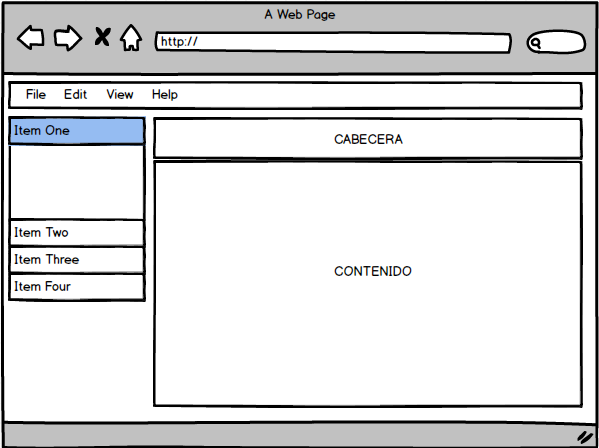 A Web Page
http://
File Edit View Help
Item One
CABECERA
Item Two
Item Three
Item Four
CONTENIDO